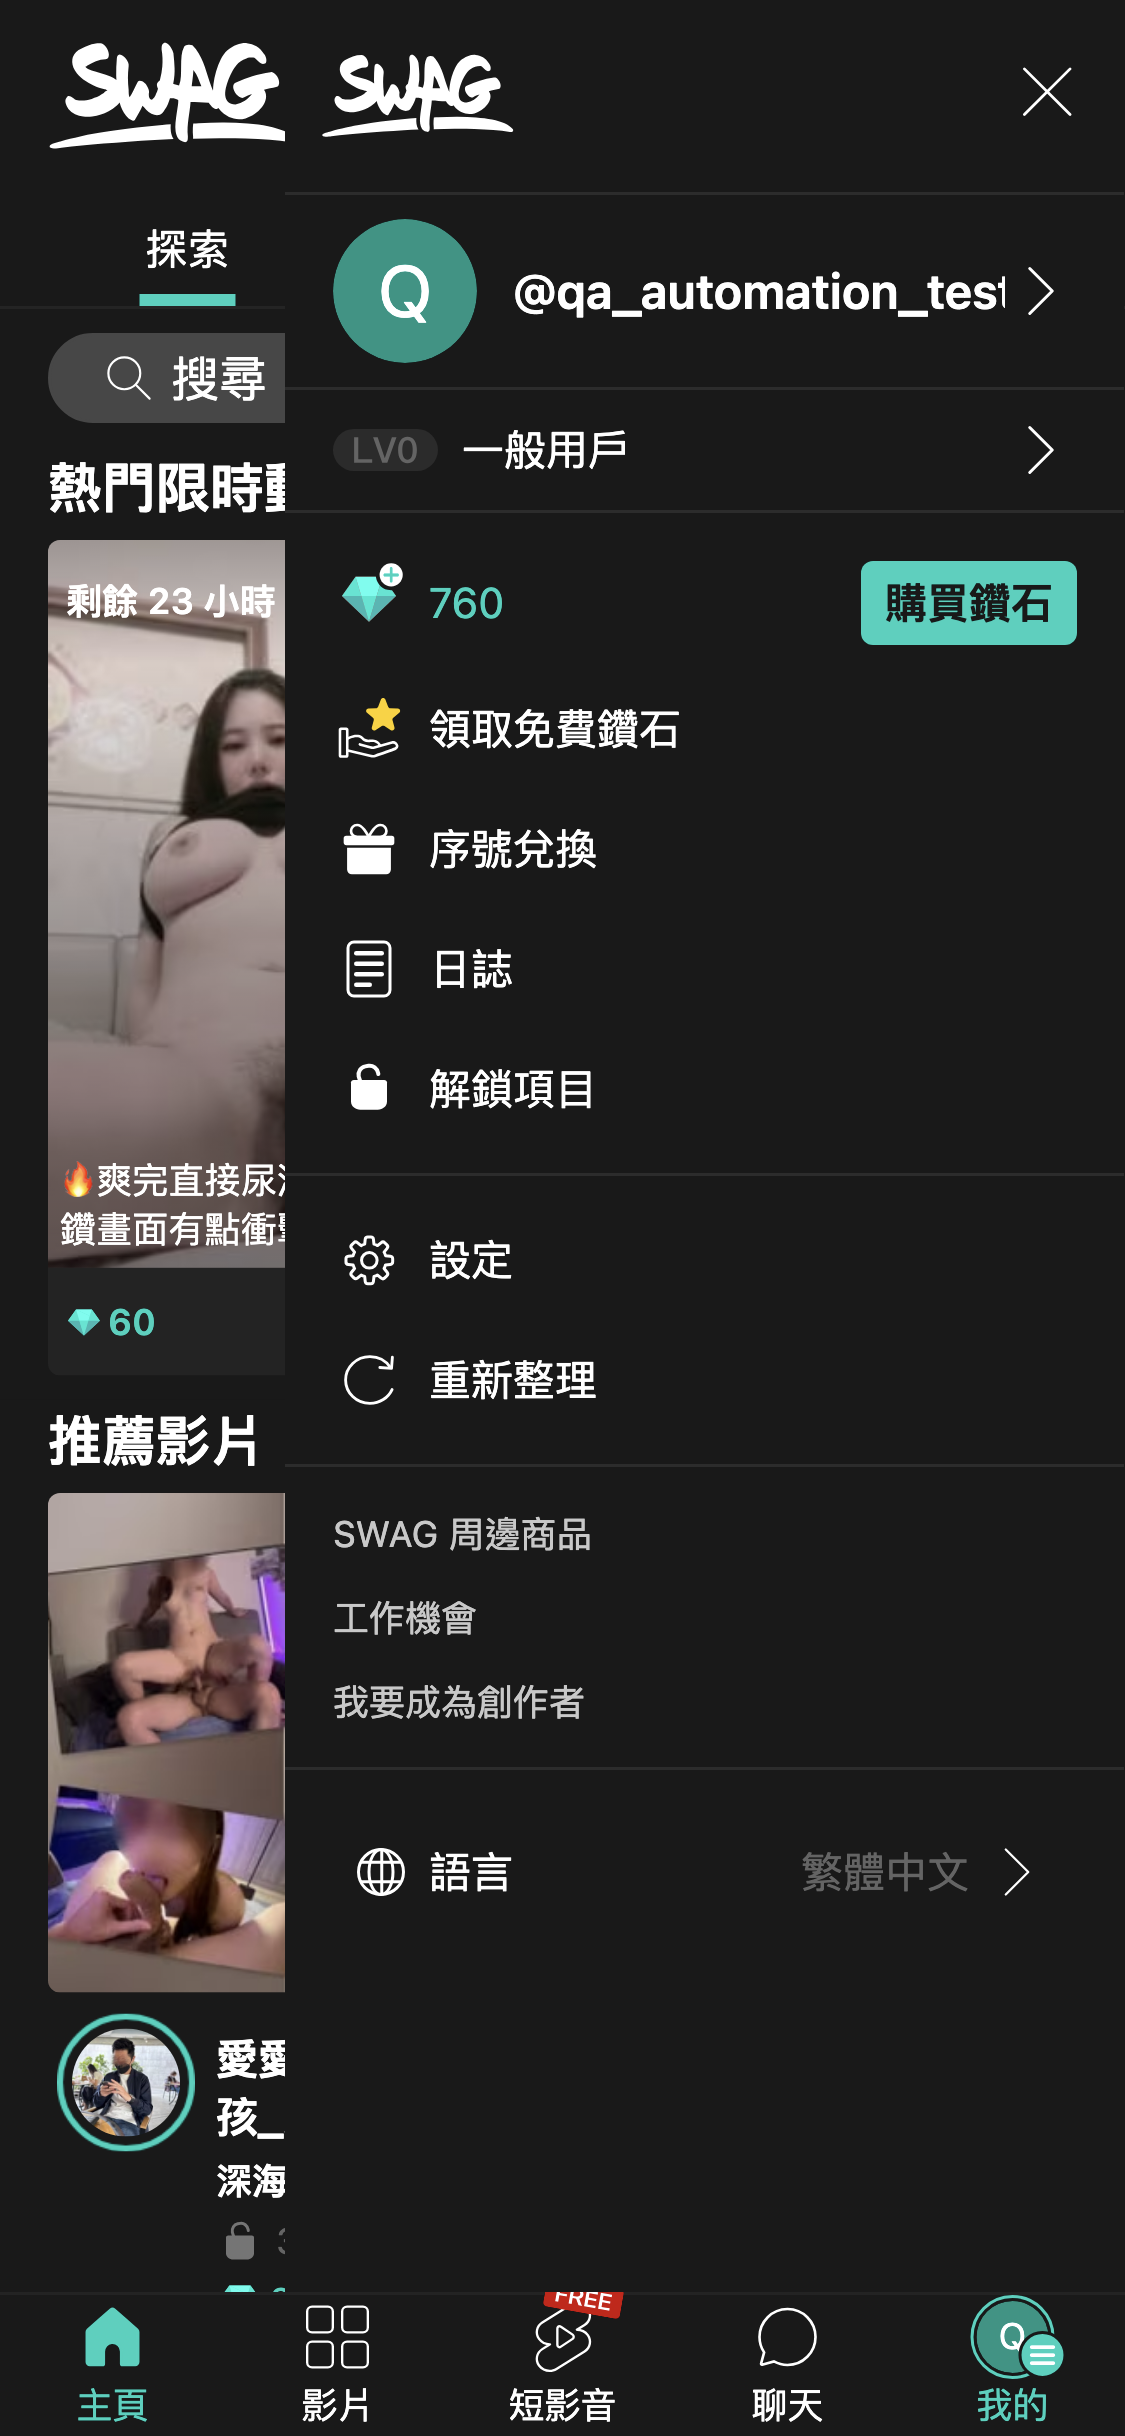 SWAG
SWAG
探索
搜尋
熱門限時
剩餘 23 小時
🔥爽完直接尿
鑽畫面有點衝
60
推薦影片
愛愛
孩_
深海
@qa_automation_test
LV0 一般用戶
760 購買鑽石
領取免費鑽石
序號兌換
日誌
解鎖項目
設定
重新整理
SWAG 周邊商品
工作機會
我要成為創作者
語言 繁體中文
Q
FREE
Q
主頁 影片 短影音 聊天 我的